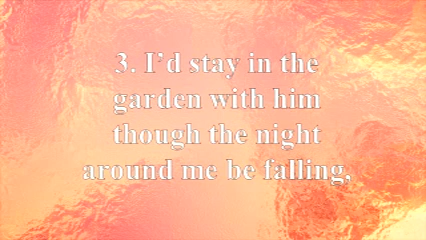 3. I’d stay in the
garden with him
though the night
around me be falling,